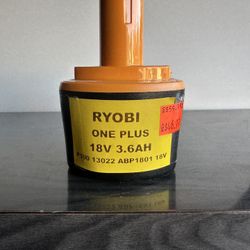 RYOBI
ONE PLUS
18V 3.6AH
13022 ABP1801 18V